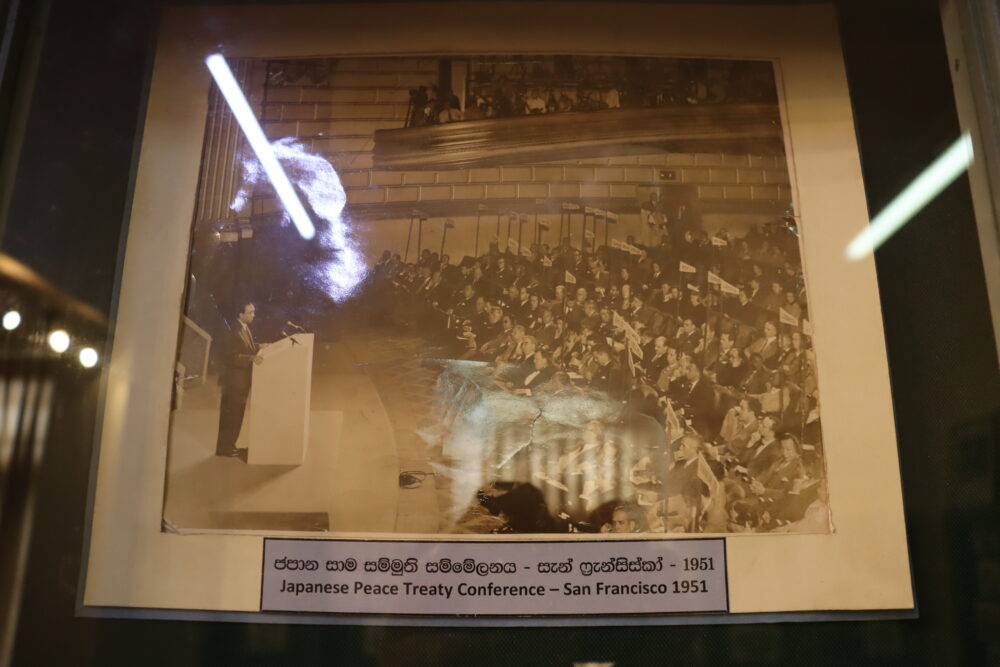 ජපාන සාම සම්මුති සම්මේලනය - සැන් ෆ්‍රැන්සිස්කෝ - 1951
Japanese Peace Treaty Conference – San Francisco 1951